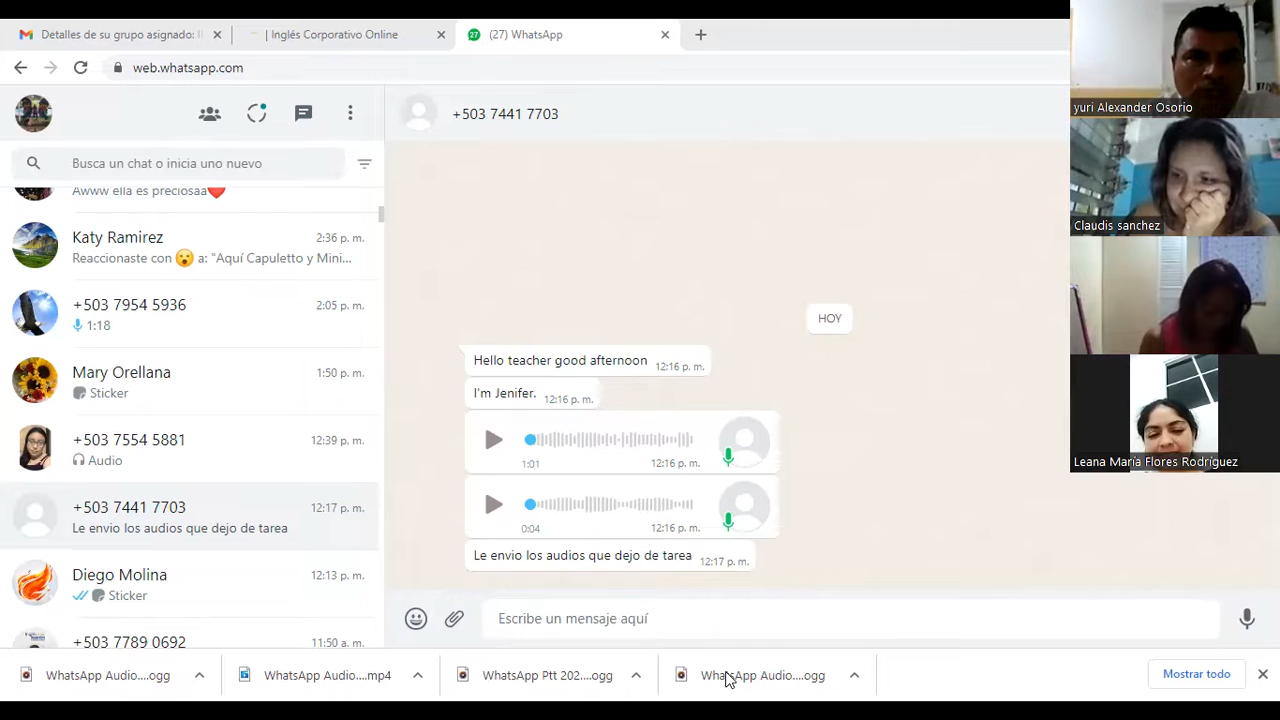 Detalles de su grupo asignado: I
| Inglés Corporativo Online
27
(27) WhatsApp
web.whatsapp.com
+503 7441 7703
Busca un chat o inicia uno nuevo
Awww ella es preciosaa❤️
Katy Ramirez
2:36 p. m.
Reaccionaste con 😮 a: "Aquí Capuletto y Mini...
+503 7954 5936
2:05 p. m.
1:18
Mary Orellana
1:50 p. m.
Sticker
+503 7554 5881
12:39 p. m.
Audio
+503 7441 7703
12:17 p. m.
Le envio los audios que dejo de tarea
Diego Molina
12:13 p. m.
Sticker
+503 7789 0692
11:50 a. m.
HOY
Hello teacher good afternoon 12:16 p. m.
I'm Jenifer. 12:16 p. m.
1:01 12:16 p. m.
0:04 12:16 p. m.
Le envio los audios que dejo de tarea 12:17 p. m.
Escribe un mensaje aquí
WhatsApp Audio....ogg
WhatsApp Audio....mp4
WhatsApp Ptt 202....ogg
WhatsApp Audio....ogg
Mostrar todo
yuri Alexander Osorio
Claudis sanchez
Leana María Flores Rodríguez